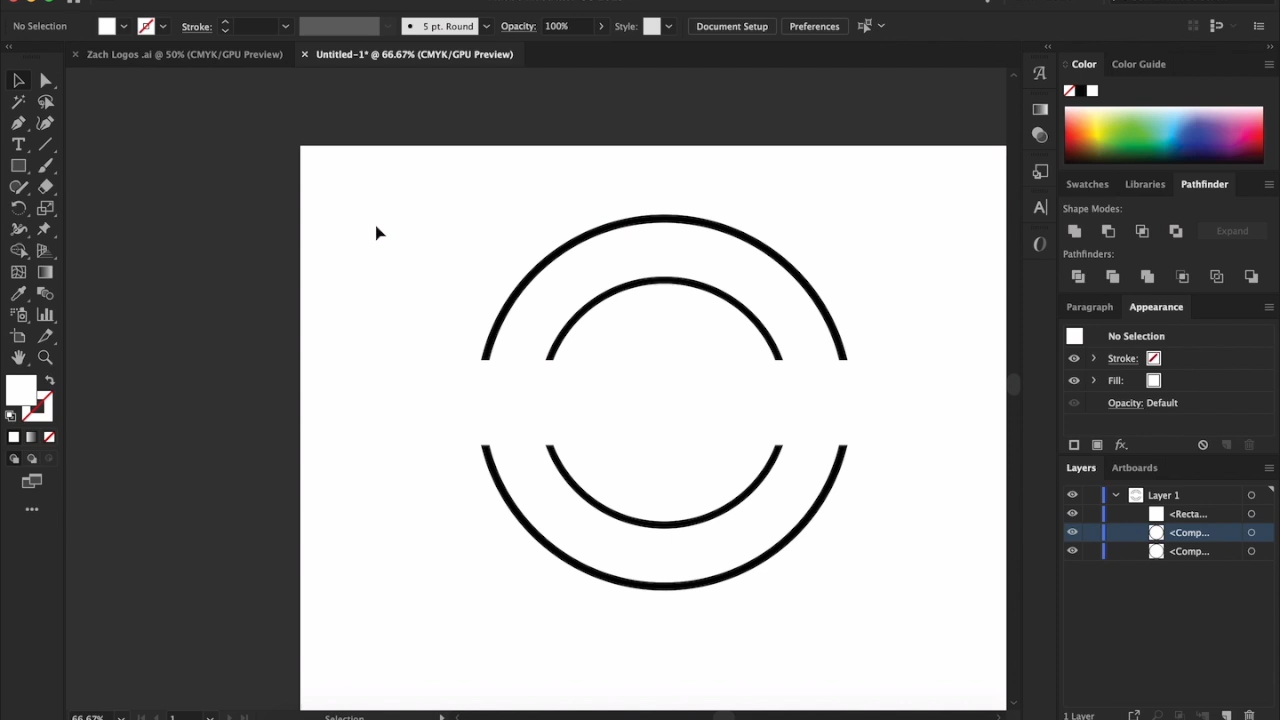 No Selection
Stroke:
5 pt. Round
Opacity:
100%
Style:
Document Setup
Preferences
Zach Logos .ai @ 50% (CMYK/GPU Preview)
Untitled-1* @ 66.67% (CMYK/GPU Preview)
Color
Color Guide
Swatches
Libraries
Pathfinder
Shape Modes:
Expand
Pathfinders:
Paragraph
Appearance
No Selection
Stroke:
Fill:
Opacity: Default
fx.
Layers
Artboards
Layer 1
<Recta...
<Comp...
<Comp...
66.67%
1
Selection
1 Layer